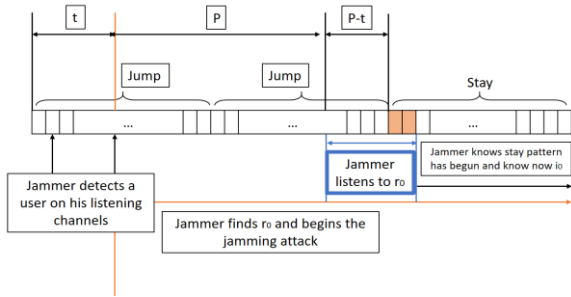 t
P
P-t
Jump
Jump
Stay
...
...
...
Jammer detects a
user on his listening
channels
Jammer
listens to r₀
Jammer knows stay pattern
has begun and know now i₀
Jammer finds r₀ and begins the
jamming attack